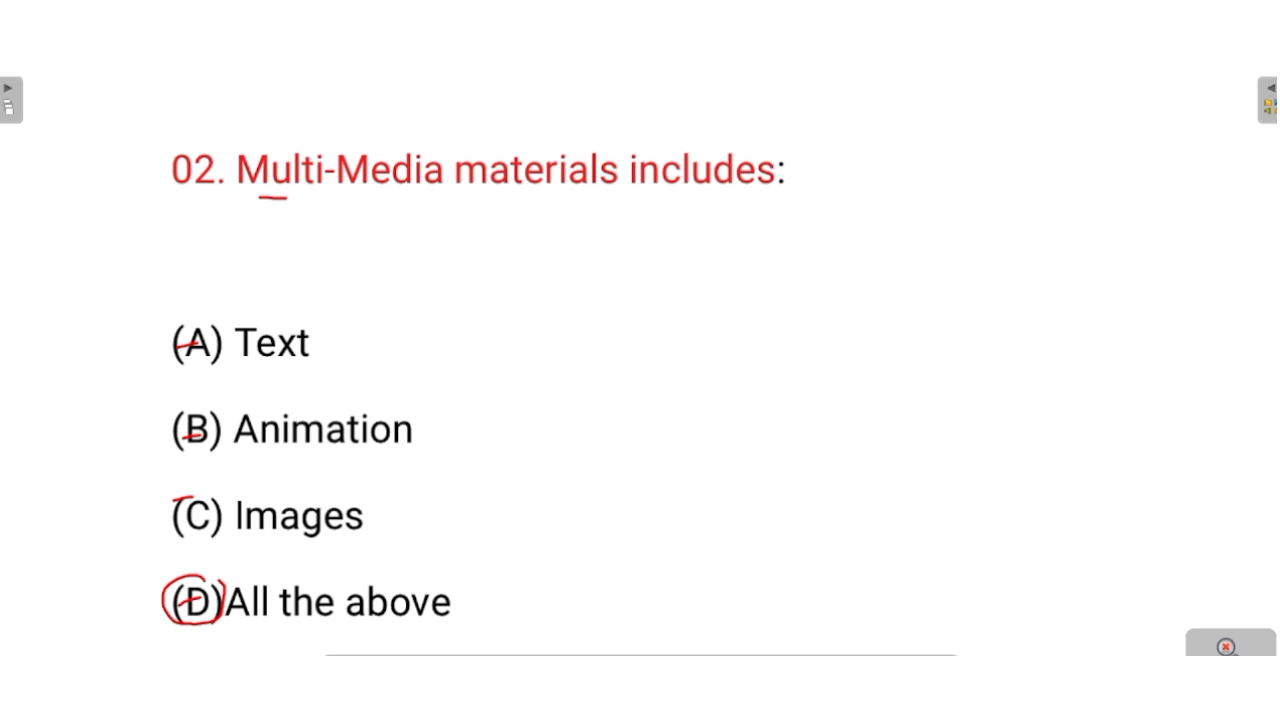 02. Multi-Media materials includes:
(A) Text
(B) Animation
(C) Images
(D)All the above